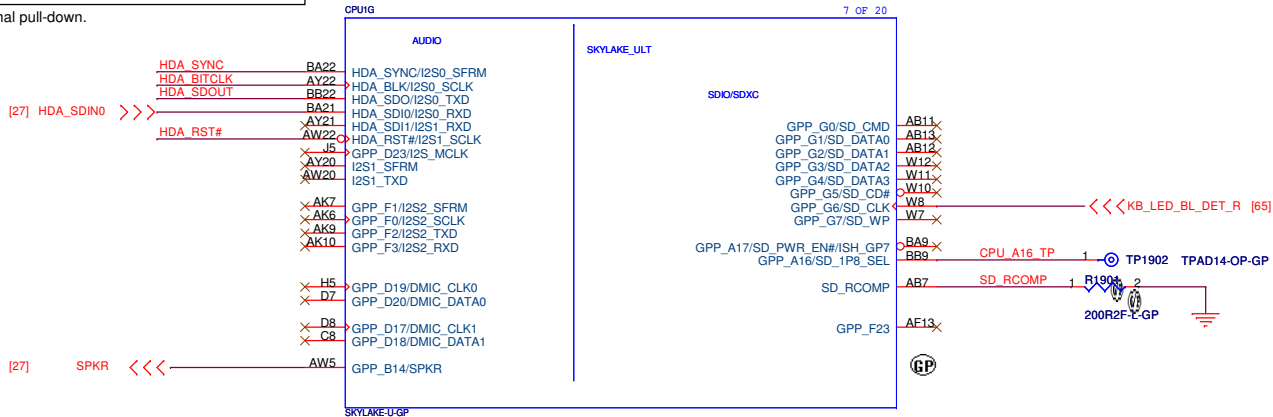 nal pull-down.
CPU1G
7 OF 20
AUDIO
SKYLAKE_ULT
SDIO/SDXC
HDA_SYNC BA22 HDA_SYNC/I2S0_SFRM
HDA_BITCLK AY22 HDA_BLK/I2S0_SCLK
HDA_SDOUT BB22 HDA_SDO/I2S0_TXD
[27] HDA_SDIN0 BA21 HDA_SDI0/I2S0_RXD
AY21 HDA_SDI1/I2S1_RXD
HDA_RST# AW22 HDA_RST#/I2S1_SCLK
J5 GPP_D23/I2S_MCLK
AY20 I2S1_SFRM
AW20 I2S1_TXD
AK7 GPP_F1/I2S2_SFRM
AK6 GPP_F0/I2S2_SCLK
AK9 GPP_F2/I2S2_TXD
AK10 GPP_F3/I2S2_RXD
H5 GPP_D19/DMIC_CLK0
D7 GPP_D20/DMIC_DATA0
D8 GPP_D17/DMIC_CLK1
C8 GPP_D18/DMIC_DATA1
[27] SPKR AW5 GPP_B14/SPKR
GPP_G0/SD_CMD AB11
GPP_G1/SD_DATA0 AB13
GPP_G2/SD_DATA1 AB12
GPP_G3/SD_DATA2 W12
GPP_G4/SD_DATA3 W11
GPP_G5/SD_CD# W10
GPP_G6/SD_CLK W8 KB_LED_BL_DET_R [65]
GPP_G7/SD_WP W7
GPP_A17/SD_PWR_EN#/ISH_GP7 BA9
GPP_A16/SD_1P8_SEL BB9 CPU_A16_TP 1 TP1902 TPAD14-OP-GP
SD_RCOMP AB7 SD_RCOMP 1 R1901 2
200R2F-L-GP
GPP_F23 AF13
GP
SKYLAKE-U-GP